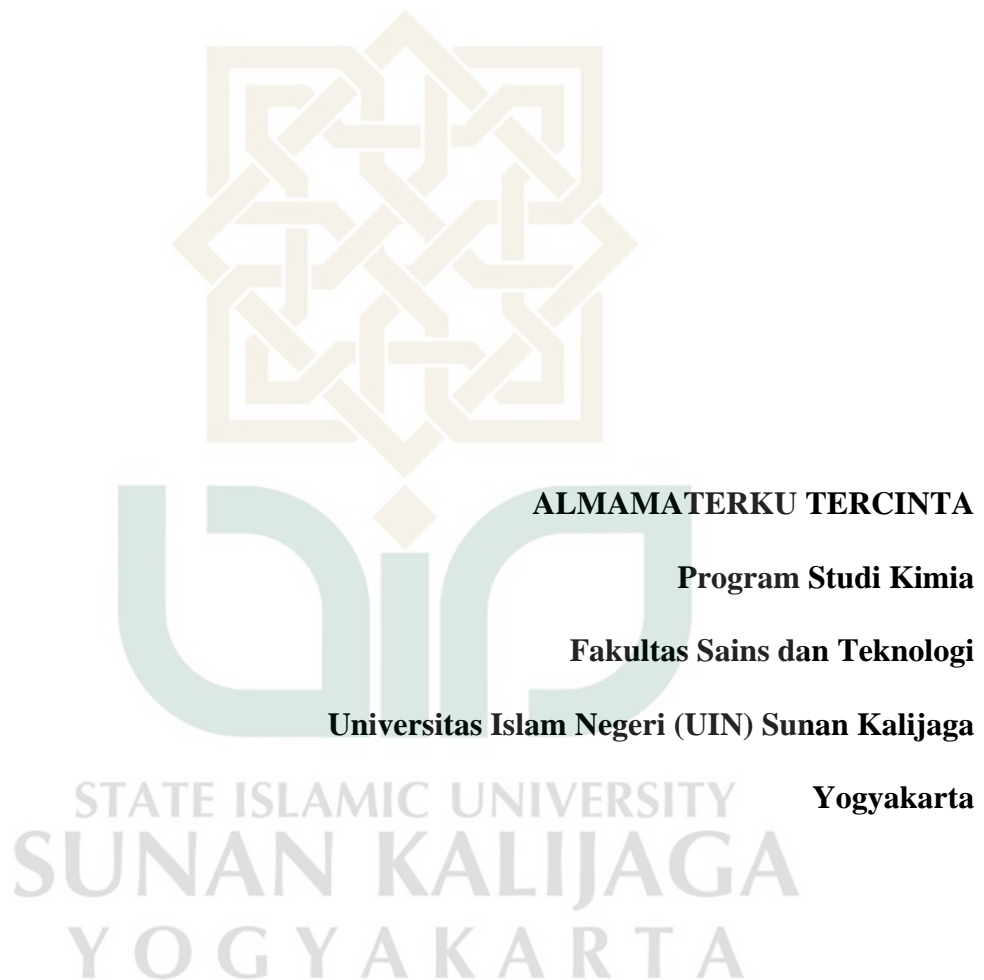 ALMAMATERKU TERCINTA
Program Studi Kimia
Fakultas Sains dan Teknologi
Universitas Islam Negeri (UIN) Sunan Kalijaga
Yogyakarta
STATE ISLAMIC UNIVERSITY
SUNAN KALIJAGA
YOGYAKARTA